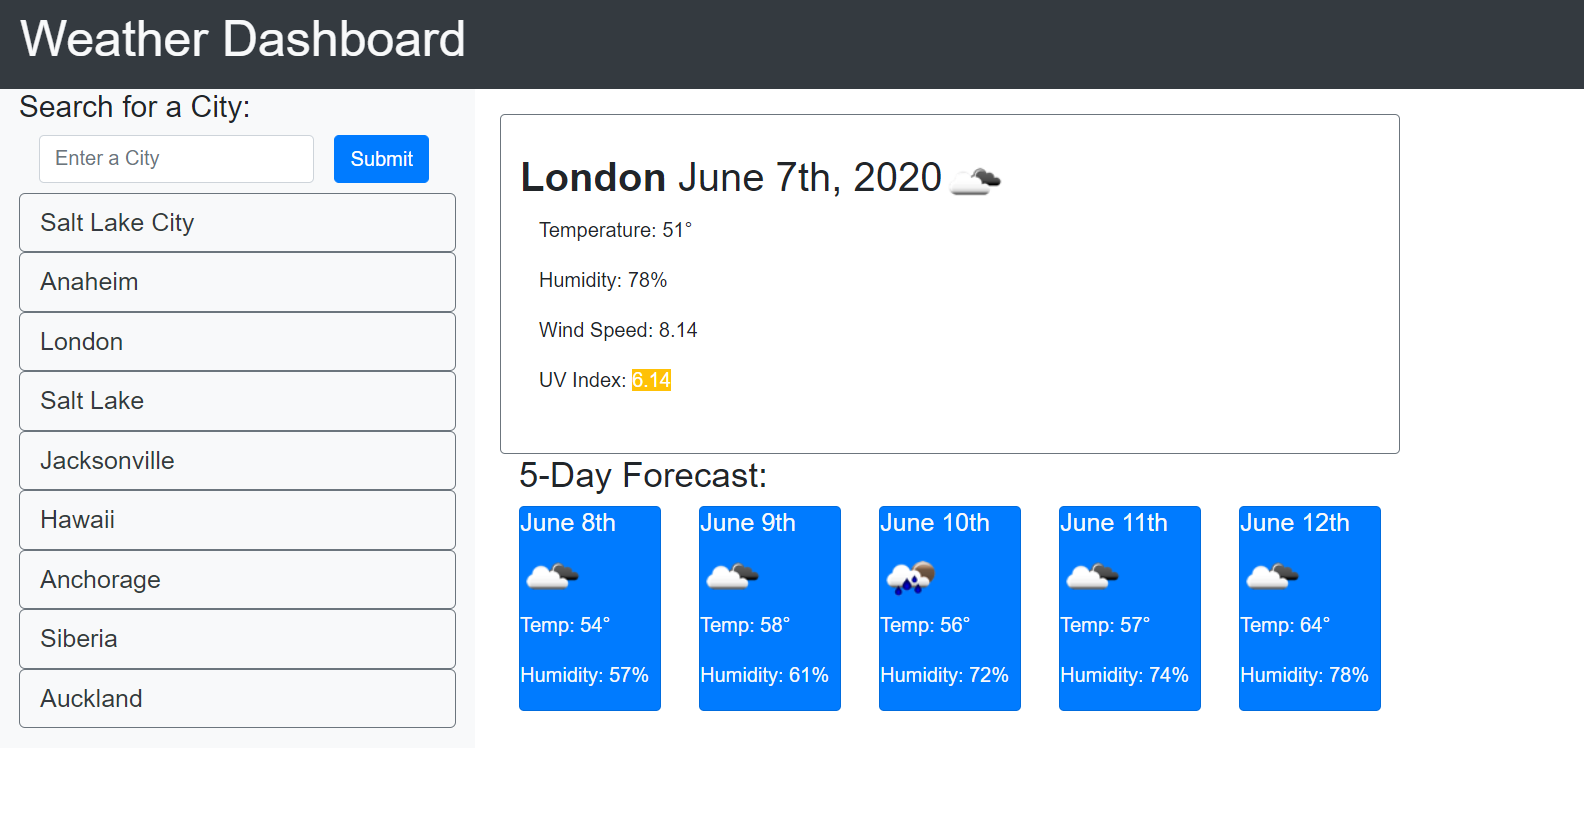 Weather Dashboard
Search for a City:
Enter a City
Submit
Salt Lake City
Anaheim
London
Salt Lake
Jacksonville
Hawaii
Anchorage
Siberia
Auckland
London June 7th, 2020
Temperature: 51°
Humidity: 78%
Wind Speed: 8.14
UV Index: 6.14
5-Day Forecast:
June 8th
Temp: 54°
Humidity: 57%
June 9th
Temp: 58°
Humidity: 61%
June 10th
Temp: 56°
Humidity: 72%
June 11th
Temp: 57°
Humidity: 74%
June 12th
Temp: 64°
Humidity: 78%